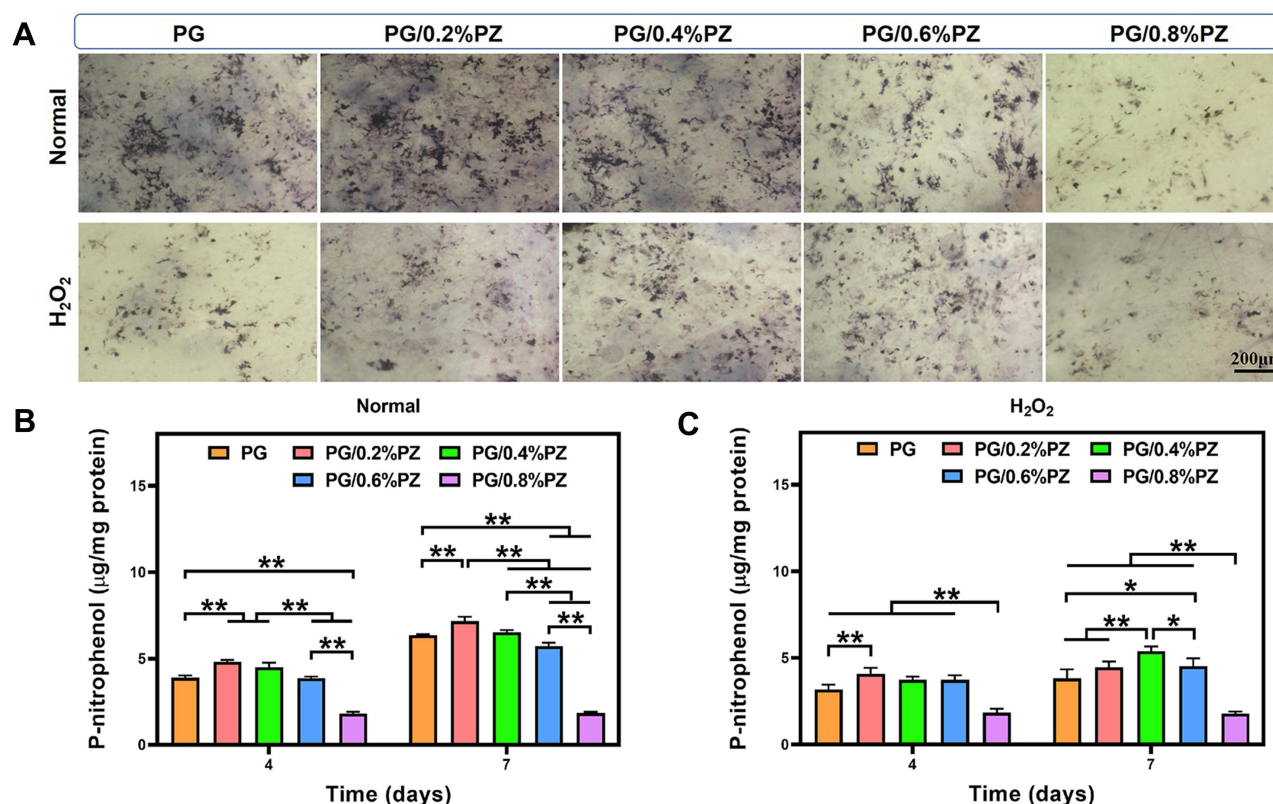 A
PG PG/0.2%PZ PG/0.4%PZ PG/0.6%PZ PG/0.8%PZ
Normal
H₂O₂
200μm
B
Normal
P-nitrophenol (μg/mg protein)
PG PG/0.2%PZ PG/0.4%PZ
PG/0.6%PZ PG/0.8%PZ
15
10
5
0
** ** ** **
** ** ** ** **
4 7
Time (days)
C
H₂O₂
P-nitrophenol (μg/mg protein)
PG PG/0.2%PZ PG/0.4%PZ
PG/0.6%PZ PG/0.8%PZ
15
10
5
0
** **
** * ** *
4 7
Time (days)